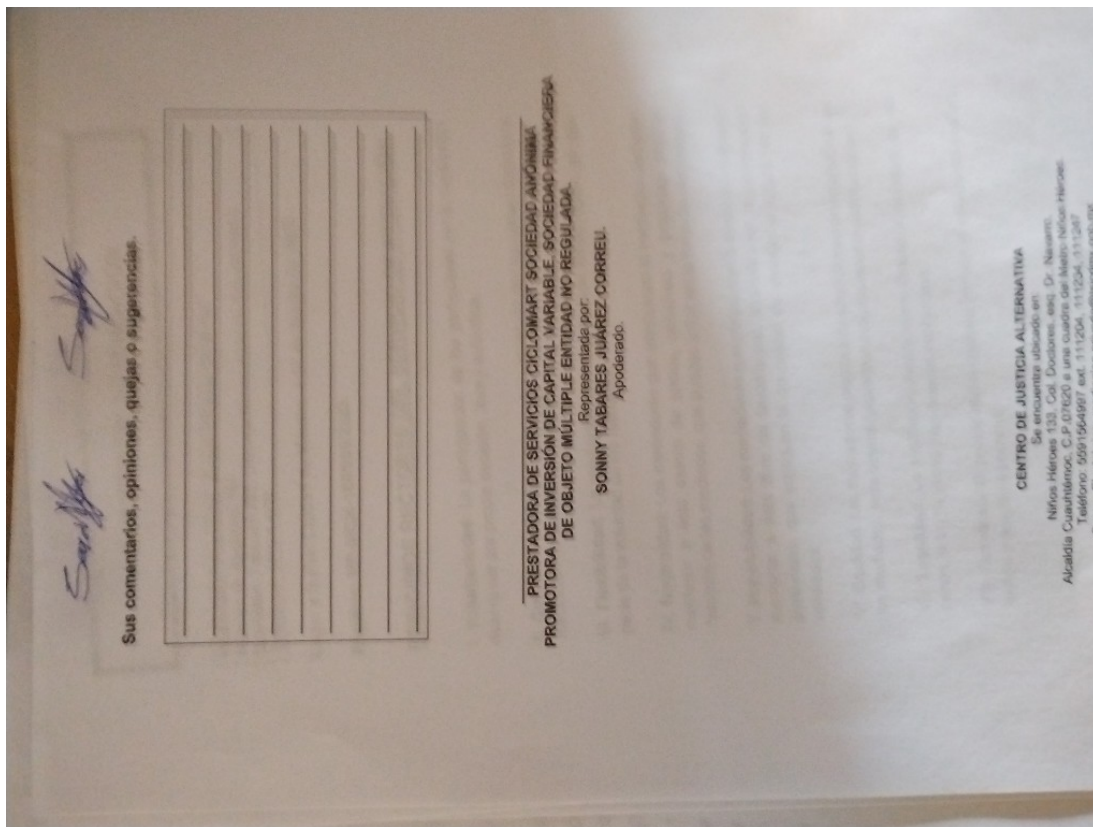 Sus comentarios, opiniones, quejas o sugerencias.
PRESTADORA DE SERVICIOS CICLOMART SOCIEDAD ANÓNIMA
PROMOTORA DE INVERSIÓN DE CAPITAL VARIABLE, SOCIEDAD FINANCIERA
DE OBJETO MÚLTIPLE ENTIDAD NO REGULADA.
Representada por:
SONNY TABARES JUÁREZ CORREU.
Apoderado.
CENTRO DE JUSTICIA ALTERNATIVA
Se encuentra ubicado en:
Niños Héroes 133, Col. Doctores, esq. Dr. Navarro.
Alcaldía Cuauhtémoc, C.P.07620 a una cuadra del Metro Niños Héroes.
Teléfono: 5591564997 ext. 111204, 111234, 111247